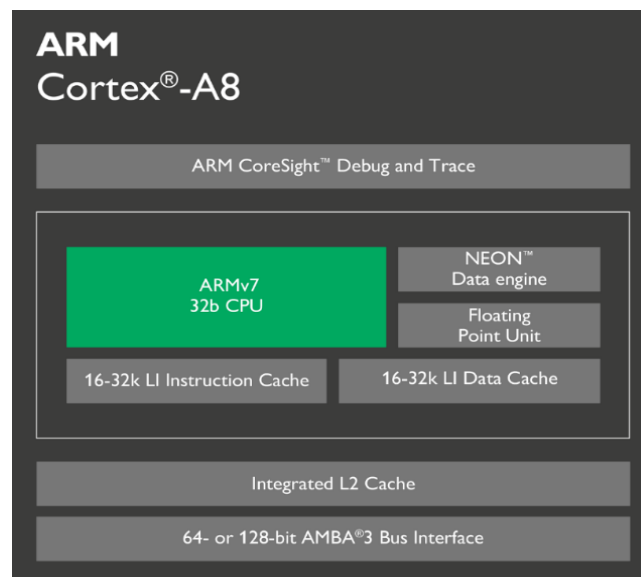 ARM
Cortex®-A8
ARM CoreSight™ Debug and Trace
ARMv7
32b CPU
NEON™
Data engine
Floating
Point Unit
16-32k LI Instruction Cache
16-32k LI Data Cache
Integrated L2 Cache
64- or 128-bit AMBA®3 Bus Interface